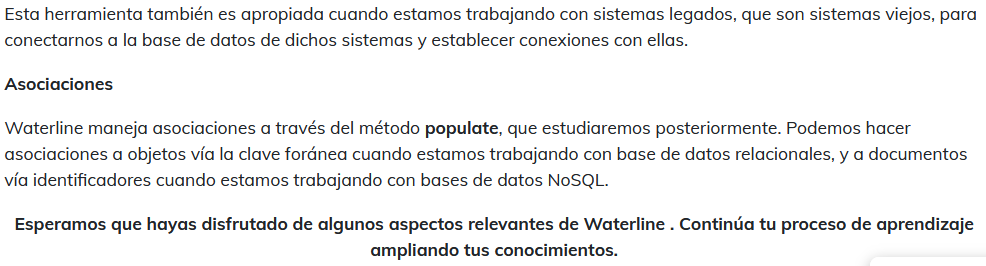 Esta herramienta también es apropiada cuando estamos trabajando con sistemas legados, que son sistemas viejos, para
conectarnos a la base de datos de dichos sistemas y establecer conexiones con ellas.
Asociaciones
Waterline maneja asociaciones a través del método populate, que estudiaremos posteriormente. Podemos hacer
asociaciones a objetos vía la clave foránea cuando estamos trabajando con base de datos relacionales, y a documentos
vía identificadores cuando estamos trabajando con bases de datos NoSQL.
Esperamos que hayas disfrutado de algunos aspectos relevantes de Waterline . Continúa tu proceso de aprendizaje
ampliando tus conocimientos.